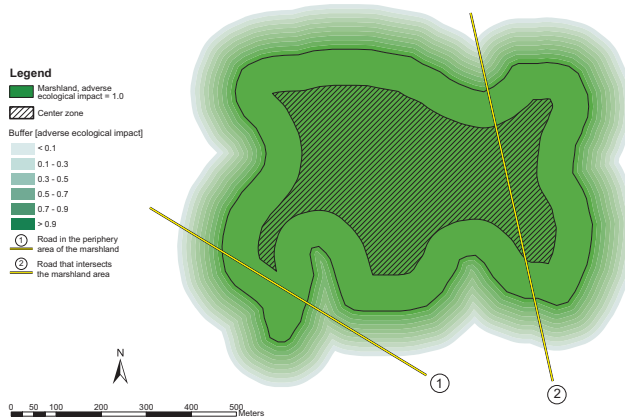 Legend
Marshland, adverse
ecological impact = 1.0
Center zone
Buffer [adverse ecological impact]
< 0.1
0.1 - 0.3
0.3 - 0.5
0.5 - 0.7
0.7 - 0.9
> 0.9
1 Road in the periphery
area of the marshland
2 Road that intersects
the marshland area
N
0 50 100 200 300 400 500
Meters
1
2